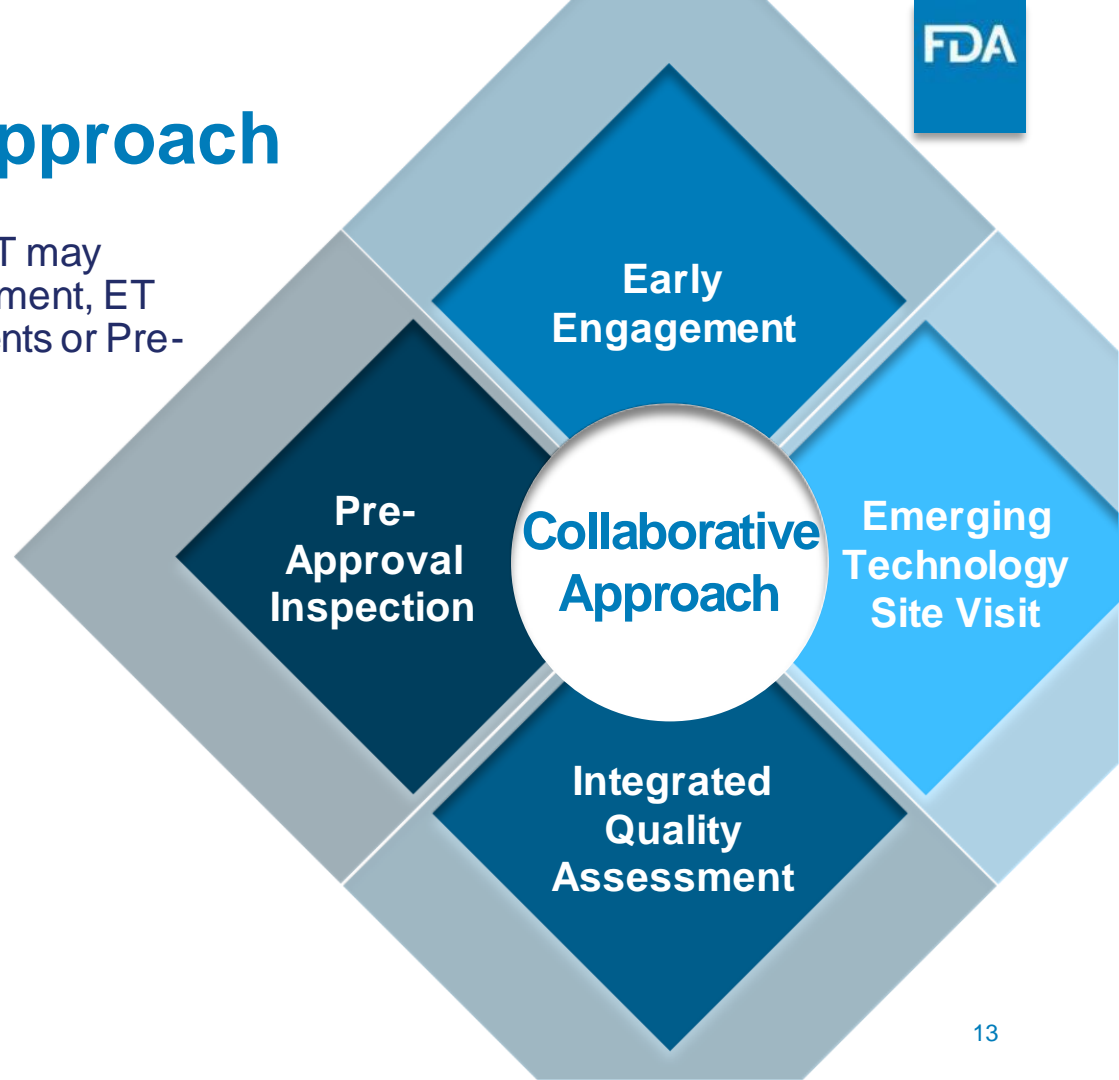 FDA
pproach
T may
ment, ET
ents or Pre-
Early
Engagement
Pre-
Approval
Inspection
Collaborative
Approach
Emerging
Technology
Site Visit
Integrated
Quality
Assessment
13